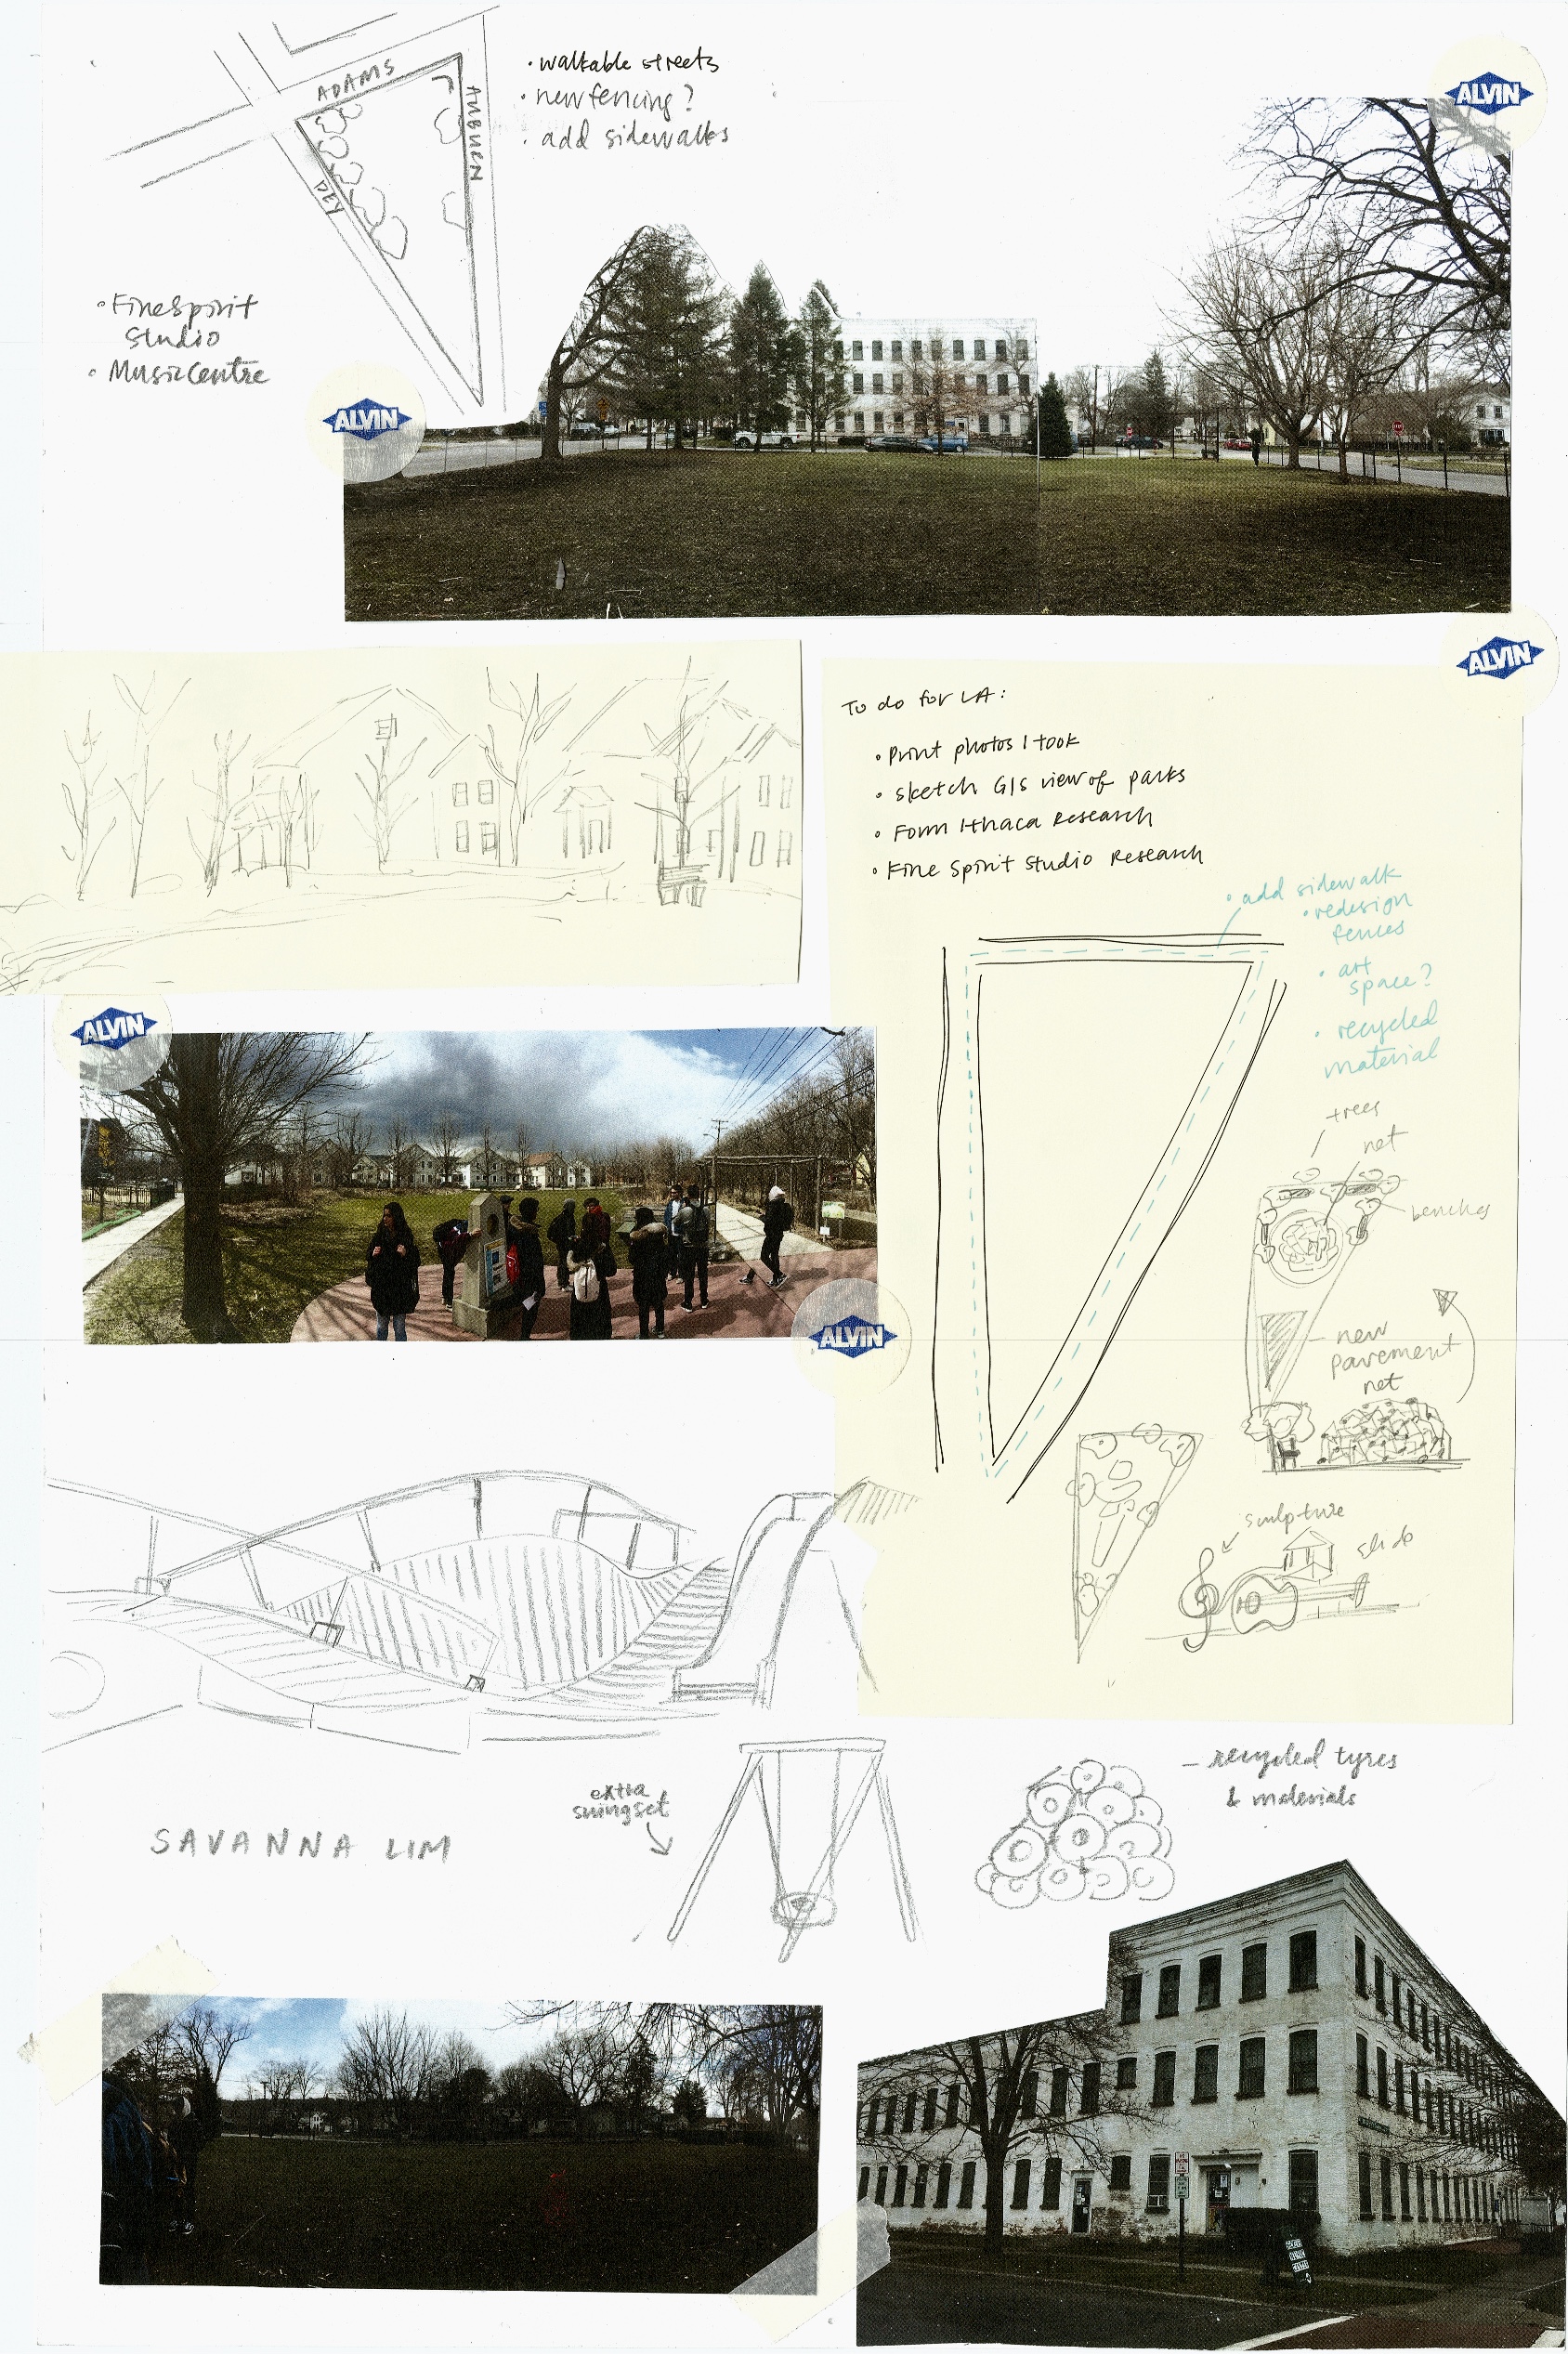 ADAMS
AUBURN
DEY
• walkable streets
• new fencing?
• add sidewalks
ALVIN
• Fine Spirit
Studio
• Music Centre
ALVIN
ALVIN
To do for LA:
• Print photos I took
• Sketch GIS view of parks
• Form Ithaca Research
• Fine Spirit Studio Research
• add sidewalk
• redesign
fences
• art
space?
• recycled
material
trees
net
benches
ALVIN
ALVIN
new
pavement
net
sculpture
slide
extra
swingset
SAVANNA LIM
– recycled tyres
& materials